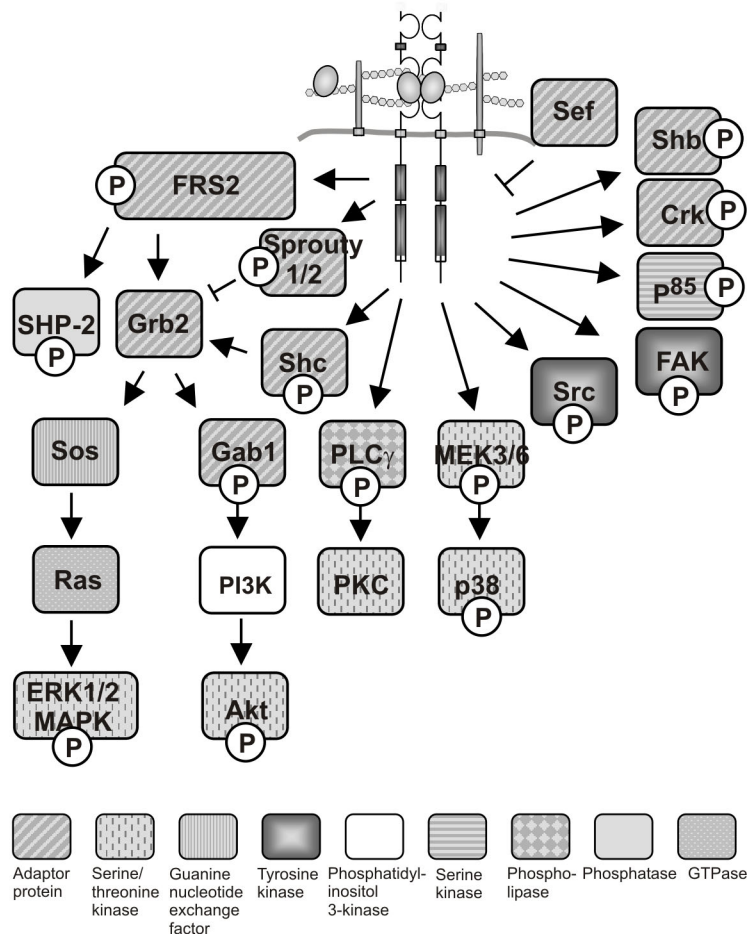 Sef
Shb
P
Crk
P
P85
P
FAK
P
Src
P
P
FRS2
Sprouty
1/2
P
SHP-2
P
Grb2
Shc
P
Sos
Gab1
P
PLCγ
P
MEK3/6
P
Ras
PI3K
PKC
p38
P
ERK1/2
MAPK
P
Akt
P
Adaptor
protein
Serine/
threonine
kinase
Guanine
nucleotide
exchange
factor
Tyrosine
kinase
Phosphatidyl-
inositol
3-kinase
Serine
kinase
Phospho-
lipase
Phosphatase
GTPase